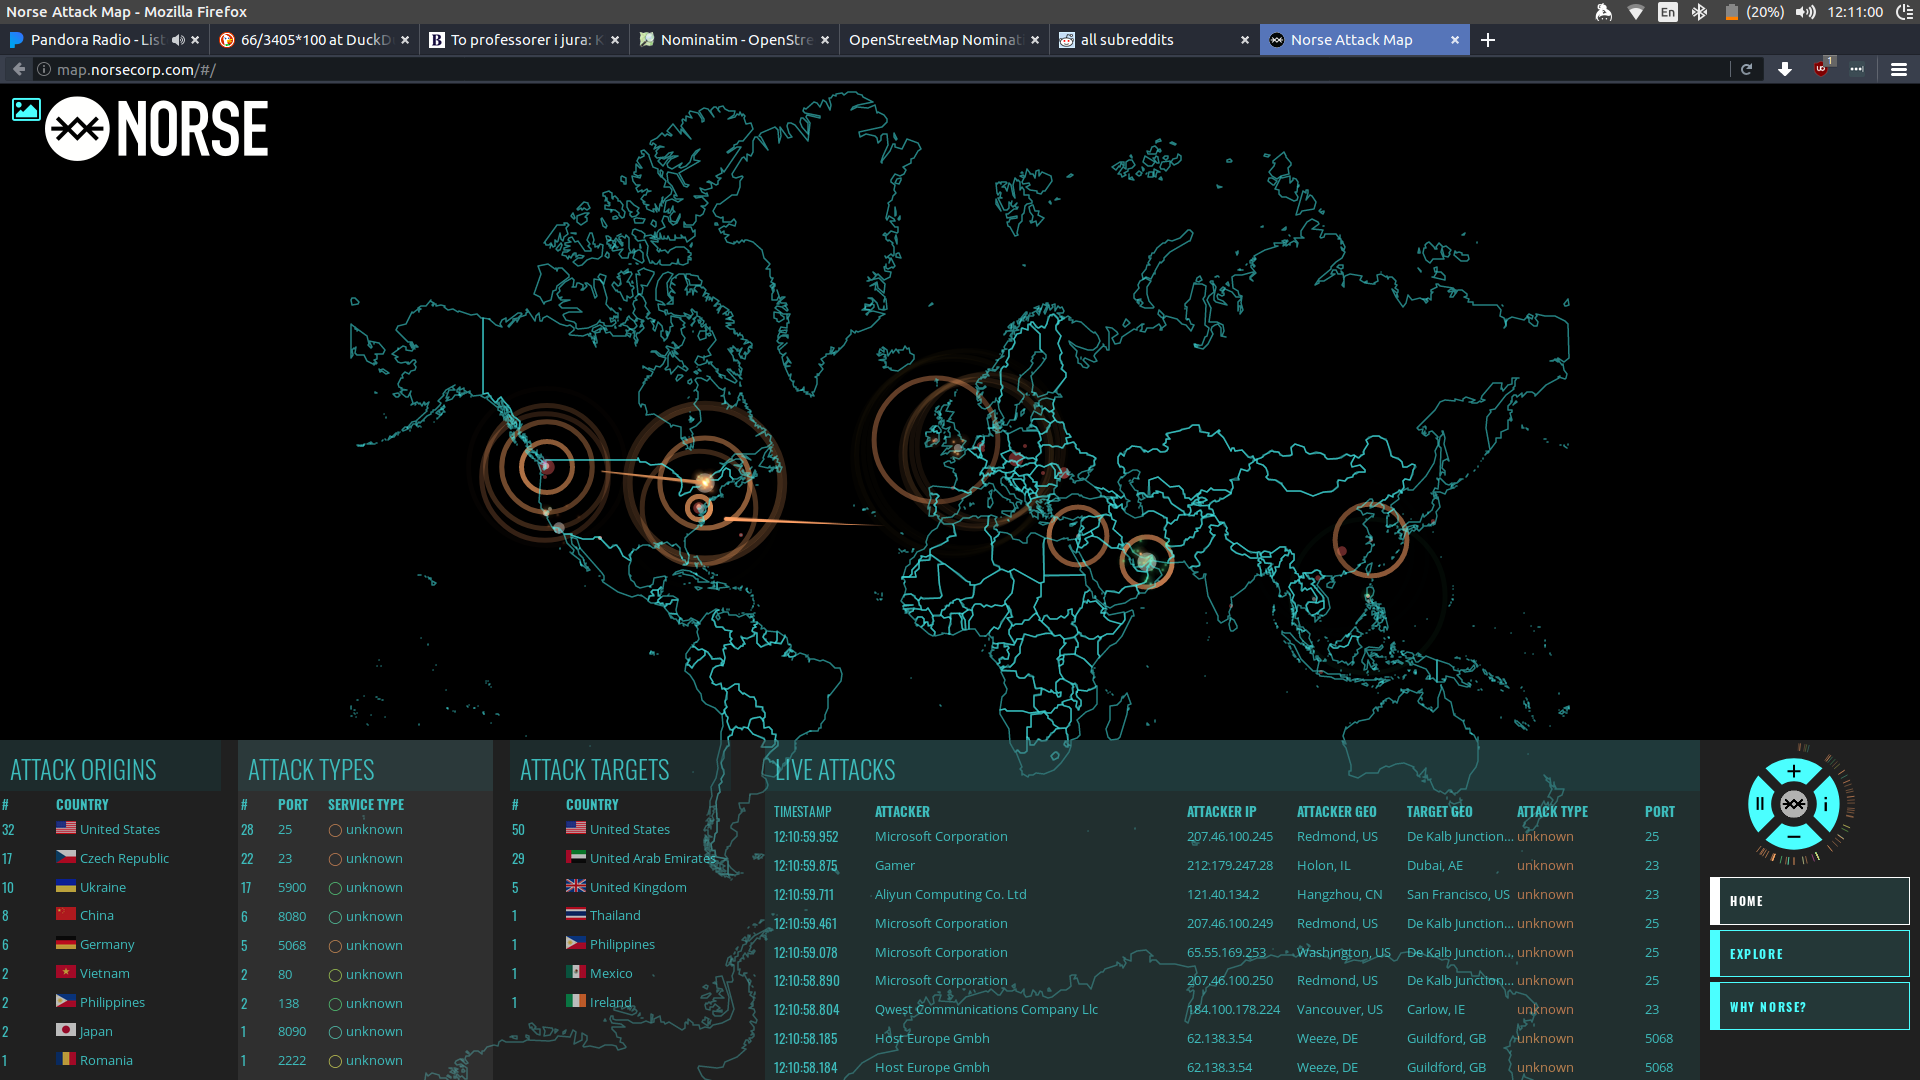 Norse Attack Map - Mozilla Firefox
En (20%) 12:11:00
Pandora Radio - List
66/3405*100 at DuckD
To professorer i jura: K
Nominatim - OpenStre
OpenStreetMap Nominat
all subreddits
Norse Attack Map
map.norsecorp.com/#/
1
NORSE
ATTACK ORIGINS
# COUNTRY
32 United States
17 Czech Republic
10 Ukraine
8 China
6 Germany
2 Vietnam
2 Philippines
2 Japan
1 Romania
ATTACK TYPES
# PORT SERVICE TYPE
28 25 unknown
22 23 unknown
17 5900 unknown
6 8080 unknown
5 5068 unknown
2 80 unknown
2 138 unknown
1 8090 unknown
1 2222 unknown
ATTACK TARGETS
# COUNTRY
50 United States
29 United Arab Emirates
5 United Kingdom
1 Thailand
1 Philippines
1 Mexico
1 Ireland
LIVE ATTACKS
TIMESTAMP ATTACKER ATTACKER IP ATTACKER GEO TARGET GEO ATTACK TYPE PORT
12:10:59.952 Microsoft Corporation 207.46.100.245 Redmond, US De Kalb Junction... unknown 25
12:10:59.875 Gamer 212.179.247.28 Holon, IL Dubai, AE unknown 23
12:10:59.711 Aliyun Computing Co. Ltd 121.40.134.2 Hangzhou, CN San Francisco, US unknown 23
12:10:59.461 Microsoft Corporation 207.46.100.249 Redmond, US De Kalb Junction... unknown 25
12:10:59.078 Microsoft Corporation 65.55.169.253 Washington, US De Kalb Junction... unknown 25
12:10:58.890 Microsoft Corporation 207.46.100.250 Redmond, US De Kalb Junction... unknown 25
12:10:58.804 Qwest Communications Company Llc 184.100.178.224 Vancouver, US Carlow, IE unknown 23
12:10:58.185 Host Europe Gmbh 62.138.3.54 Weeze, DE Guildford, GB unknown 5068
12:10:58.184 Host Europe Gmbh 62.138.3.54 Weeze, DE Guildford, GB unknown 5068
HOME
EXPLORE
WHY NORSE?